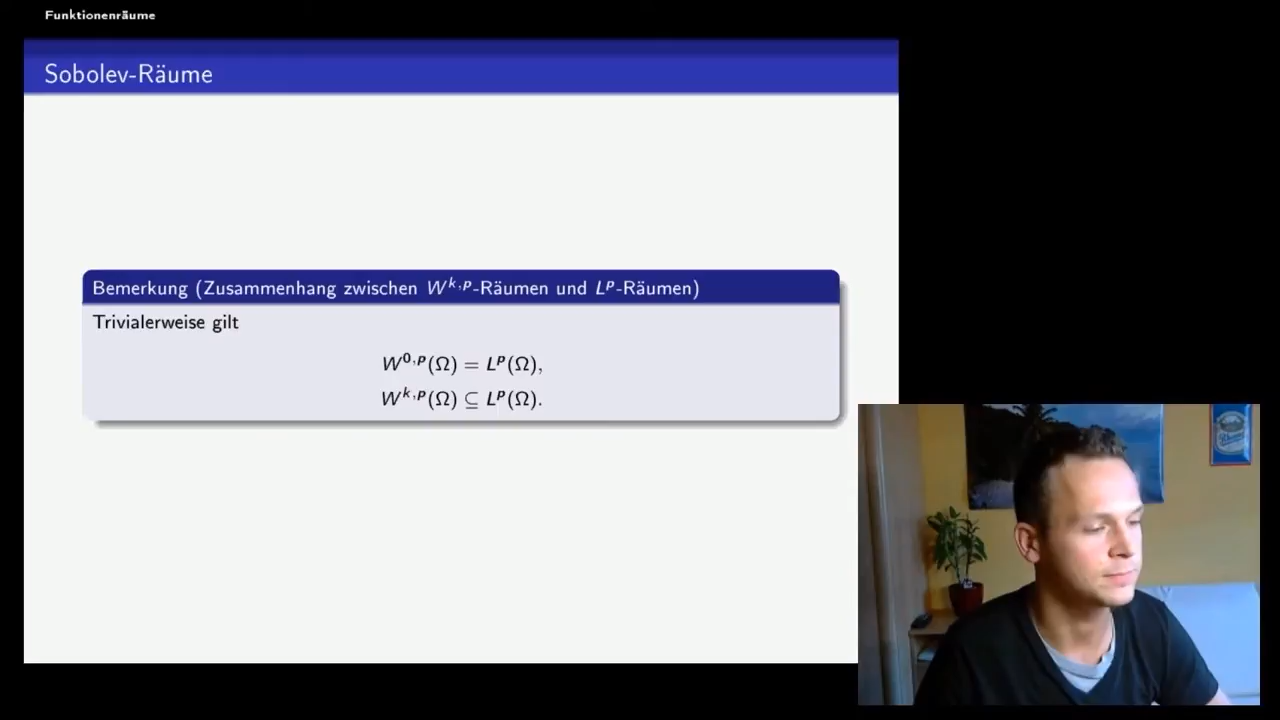 Funktionenräume
Sobolev-Räume
Bemerkung (Zusammenhang zwischen W^{k,p}-Räumen und L^p-Räumen)
Trivialerweise gilt
W^{0,p}(Ω) = L^p(Ω),
W^{k,p}(Ω) ⊆ L^p(Ω).